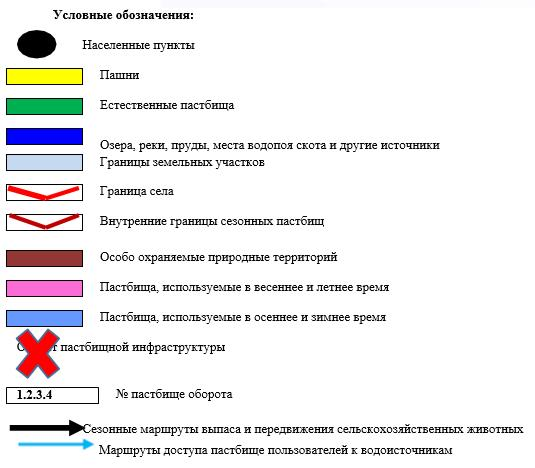 Условные обозначения:
Населенные пункты
Пашни
Естественные пастбища
Озера, реки, пруды, места водопоя скота и другие источники
Границы земельных участков
Граница села
Внутренние границы сезонных пастбищ
Особо охраняемые природные территорий
Пастбища, используемые в весеннее и летнее время
Пастбища, используемые в осеннее и зимнее время
пастбищной инфраструктуры
1.2.3.4 № пастбище оборота
Сезонные маршруты выпаса и передвижения сельскохозяйственных животных
Маршруты доступа пастбище пользователей к водоисточникам